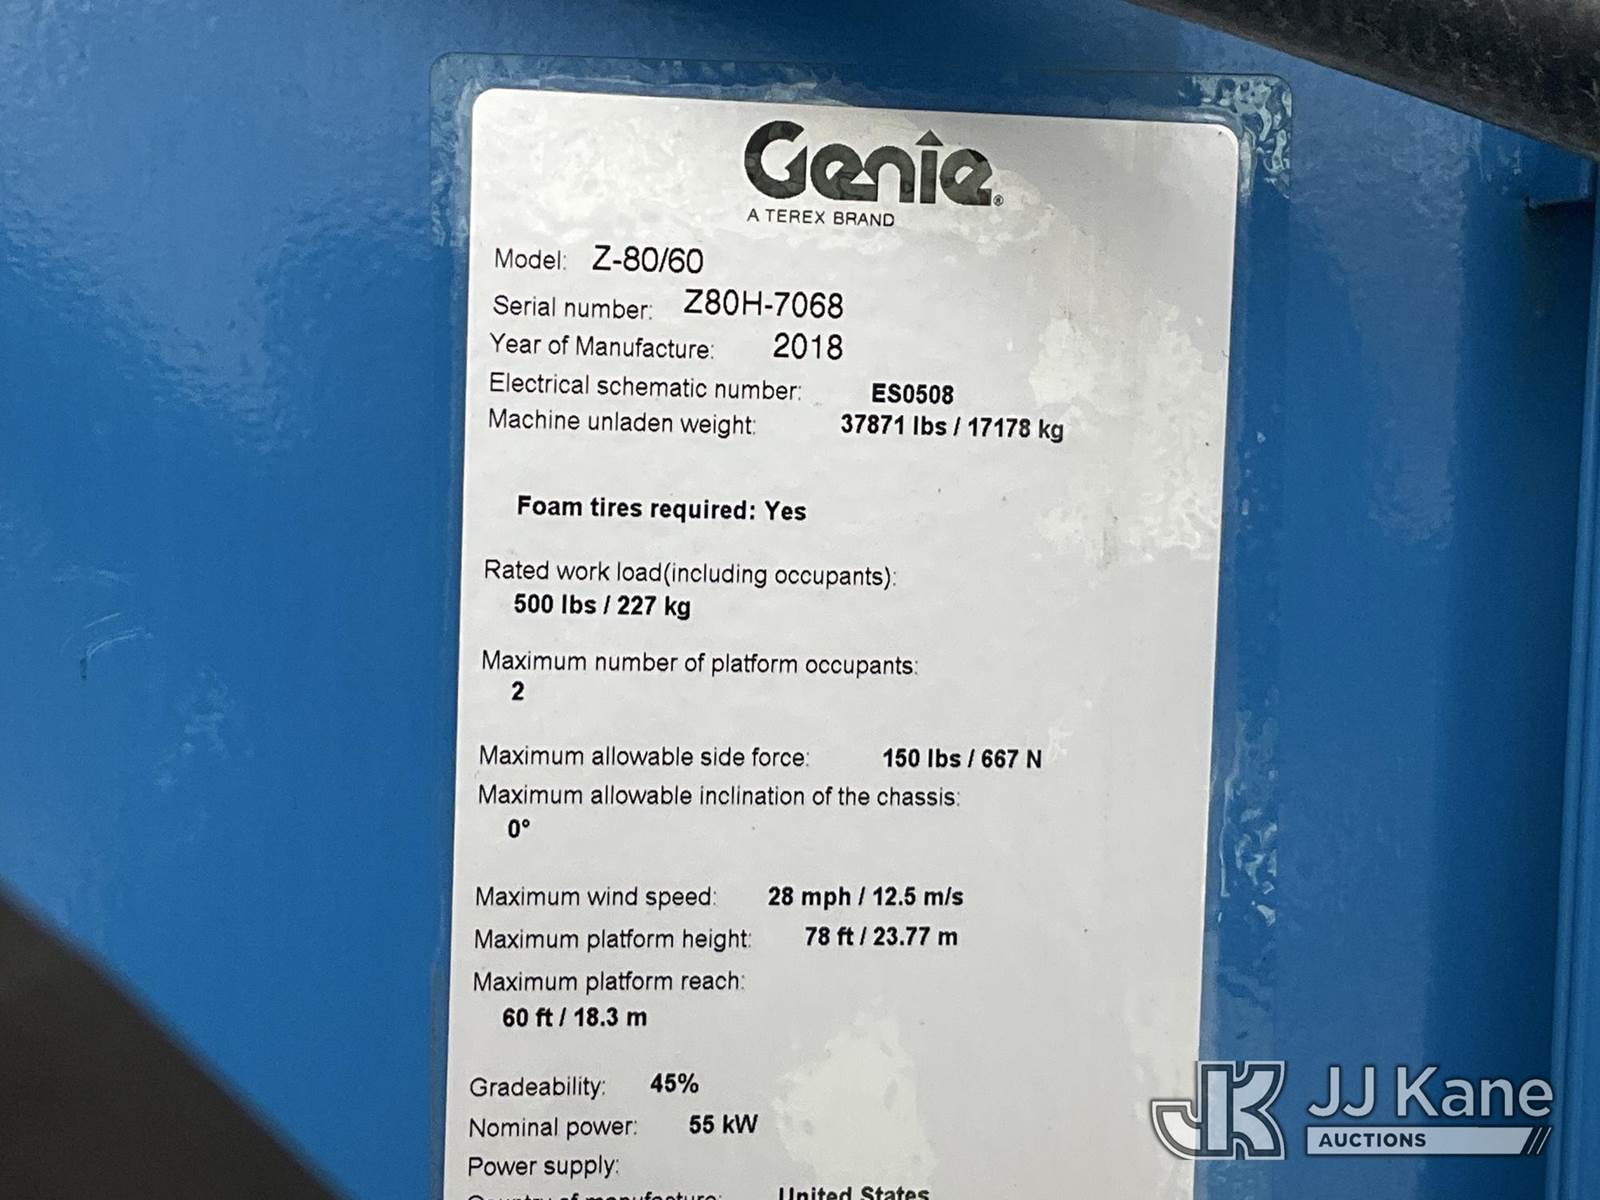 Genie®
A TEREX BRAND
Model: Z-80/60
Serial number: Z80H-7068
Year of Manufacture: 2018
Electrical schematic number: ES0508
Machine unladen weight: 37871 lbs / 17178 kg
Foam tires required: Yes
Rated work load(including occupants):
500 lbs / 227 kg
Maximum number of platform occupants:
2
Maximum allowable side force: 150 lbs / 667 N
Maximum allowable inclination of the chassis:
0°
Maximum wind speed: 28 mph / 12.5 m/s
Maximum platform height: 78 ft / 23.77 m
Maximum platform reach:
60 ft / 18.3 m
Gradeability: 45%
Nominal power: 55 kW
Power supply:
Country of manufacture: United States
JK JJ Kane
AUCTIONS